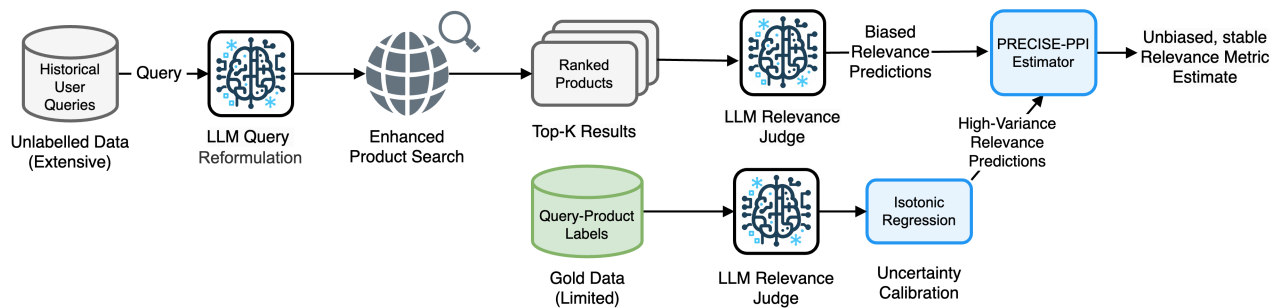 Historical
User
Queries
Unlabelled Data
(Extensive)
Query
LLM Query
Reformulation
Enhanced
Product Search
Ranked
Products
Top-K Results
LLM Relevance
Judge
Biased
Relevance
Predictions
PRECISE-PPI
Estimator
Unbiased, stable
Relevance Metric
Estimate
Query-Product
Labels
Gold Data
(Limited)
LLM Relevance
Judge
Isotonic
Regression
Uncertainty
Calibration
High-Variance
Relevance
Predictions